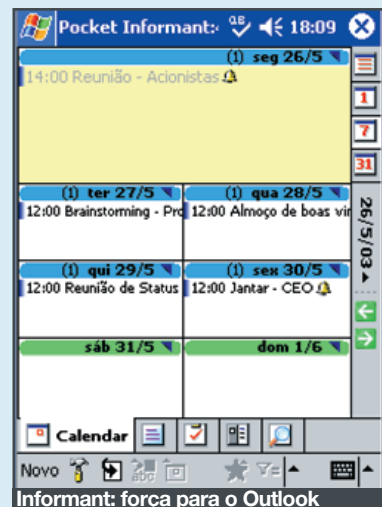 Pocket Informant: 18:09
(1) seg 26/5
14:00 Reunião - Acionistas
1
7
31
(1) ter 27/5
(1) qua 28/5
12:00 Brainstorming - Pro
12:00 Almoço de boas vin
26/5/03
(1) qui 29/5
(1) sex 30/5
12:00 Reunião de Status
12:00 Jantar - CEO
sáb 31/5
dom 1/6
Calendar
Novo
Informant: força para o Outlook